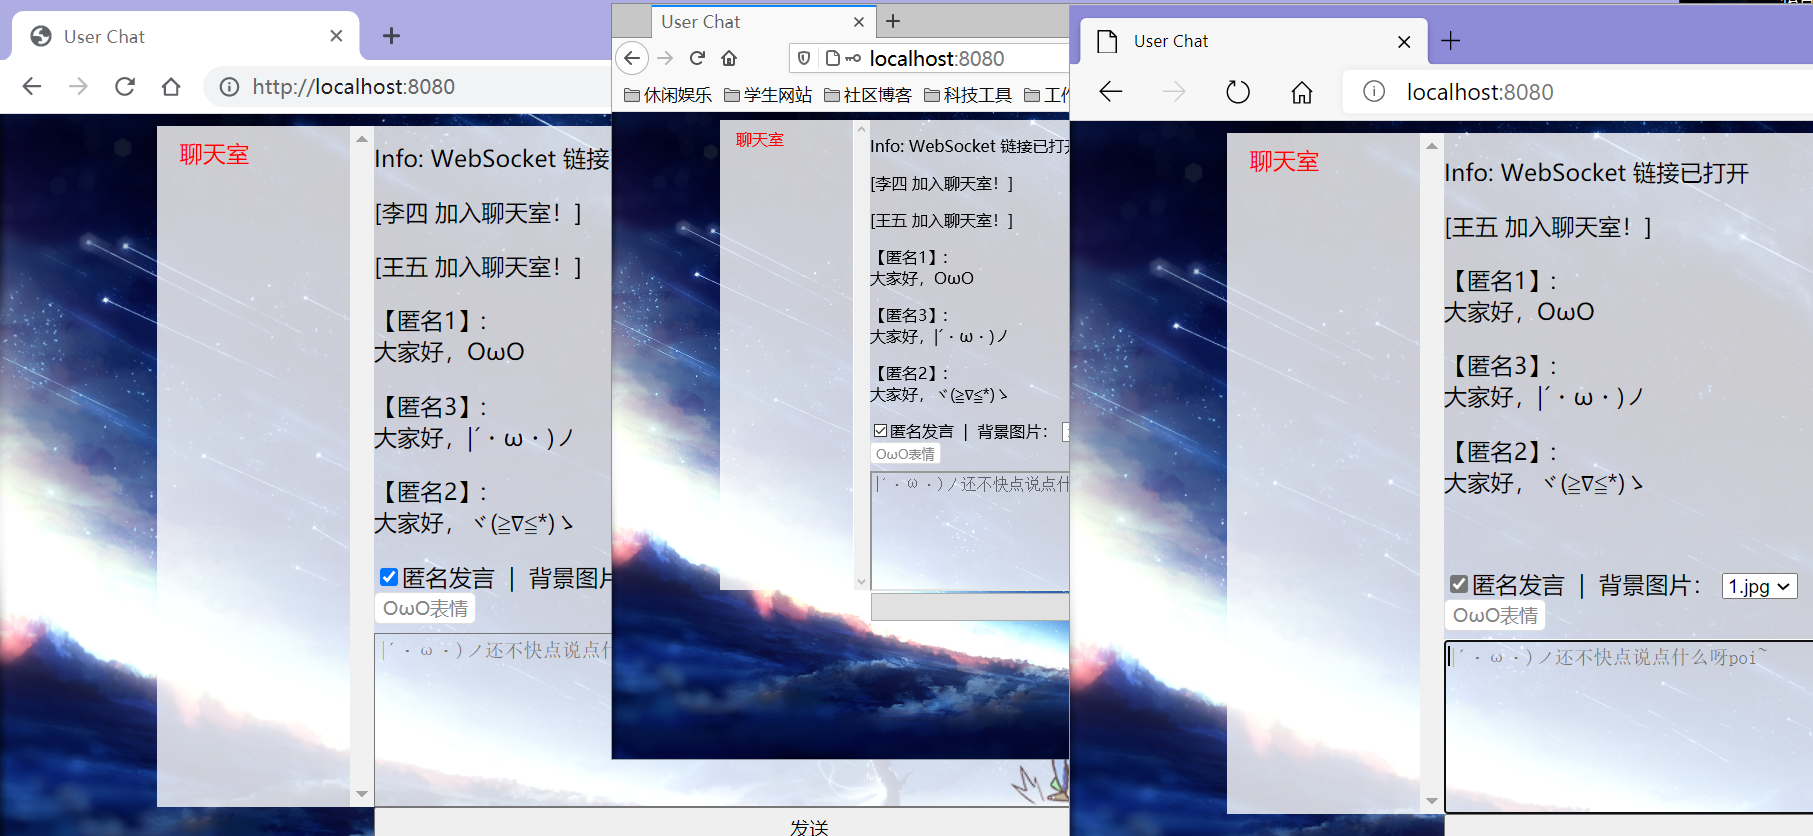 User Chat
http://localhost:8080
聊天室
Info: WebSocket 链接
[李四 加入聊天室！]
[王五 加入聊天室！]
【匿名1】:
大家好，OωO
【匿名3】:
大家好，|´・ω・)ノ
【匿名2】:
大家好，ヾ(≧∇≦*)ゝ
匿名发言 | 背景图片
OωO表情
|´・ω・)ノ还不快点说点什
发送
User Chat
localhost:8080
休闲娱乐 学生网站 社区博客 科技工具 工作
聊天室
Info: WebSocket 链接已打开
[李四 加入聊天室！]
[王五 加入聊天室！]
【匿名1】:
大家好，OωO
【匿名3】:
大家好，|´・ω・)ノ
【匿名2】:
大家好，ヾ(≧∇≦*)ゝ
匿名发言 | 背景图片：
OωO表情
|´・ω・)ノ还不快点说点什
User Chat
localhost:8080
聊天室
Info: WebSocket 链接已打开
[王五 加入聊天室！]
【匿名1】:
大家好，OωO
【匿名3】:
大家好，|´・ω・)ノ
【匿名2】:
大家好，ヾ(≧∇≦*)ゝ
匿名发言 | 背景图片： 1.jpg
OωO表情
|´・ω・)ノ还不快点说点什么呀poi~